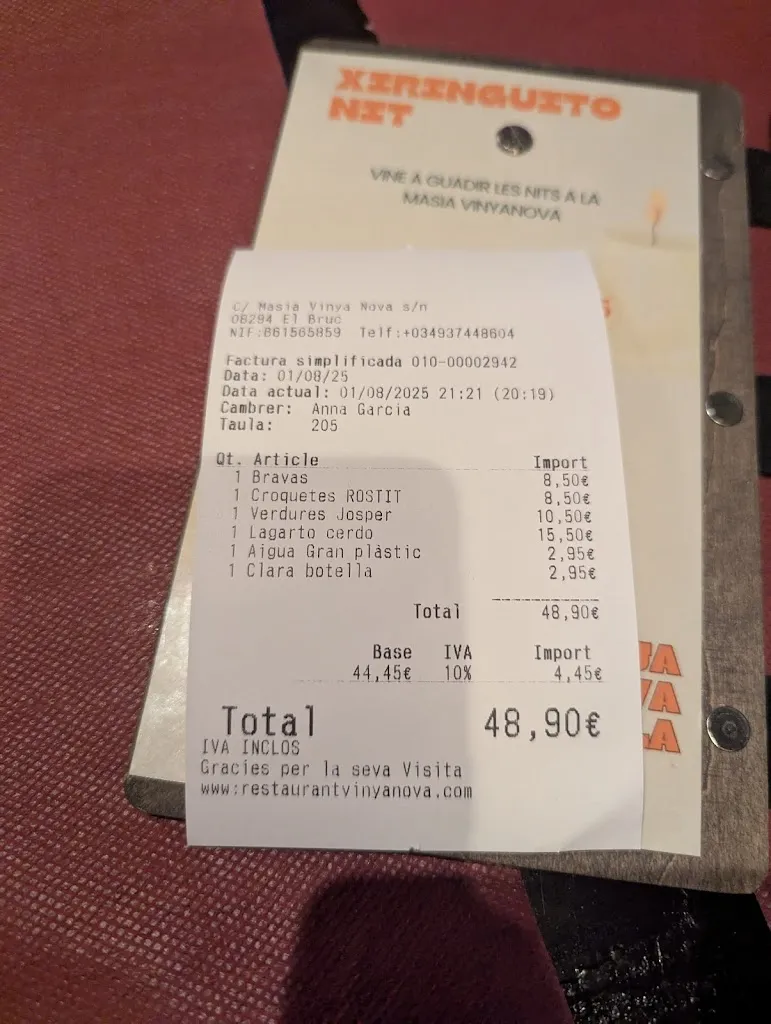 XIRINGUITO
NIT
VINE A GUADIR LES NITS A LA
MASIA VINYANOVA
C/ Masia Vinya Nova s/n
08294 El Bruc
NIF:B61565859 Telf:+034937448604
Factura simplificada 010-00002942
Data: 01/08/25
Data actual: 01/08/2025 21:21 (20:19)
Cambrer: Anna Garcia
Taula: 205
Qt. Article Import
1 Bravas 8,50€
1 Croquetes ROSTIT 8,50€
1 Verdures Josper 10,50€
1 Lagarto cerdo 15,50€
1 Aigua Gran plàstic 2,95€
1 Clara botella 2,95€
Total 48,90€
Base IVA Import
44,45€ 10% 4,45€
Total 48,90€
IVA INCLOS
Gracies per la seva Visita
www:restaurantvinyanova.com